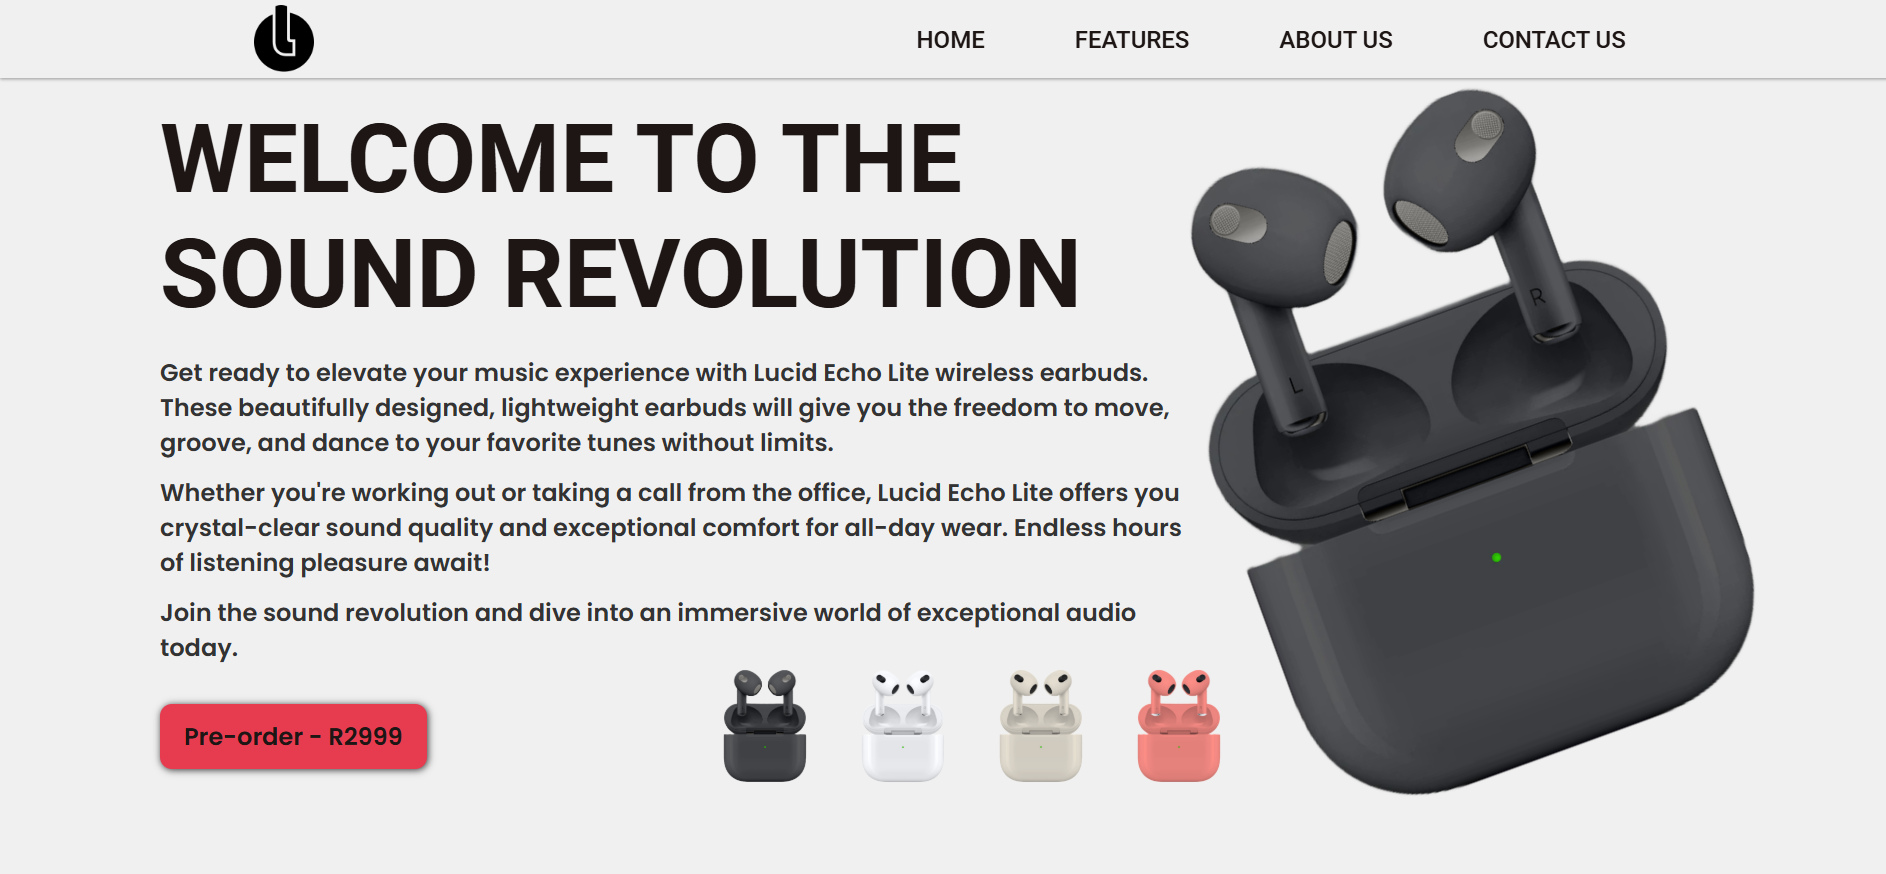 HOME FEATURES ABOUT US CONTACT US
WELCOME TO THE
SOUND REVOLUTION
Get ready to elevate your music experience with Lucid Echo Lite wireless earbuds.
These beautifully designed, lightweight earbuds will give you the freedom to move,
groove, and dance to your favorite tunes without limits.
Whether you're working out or taking a call from the office, Lucid Echo Lite offers you
crystal-clear sound quality and exceptional comfort for all-day wear. Endless hours
of listening pleasure await!
Join the sound revolution and dive into an immersive world of exceptional audio
today.
Pre-order - R2999
L
R